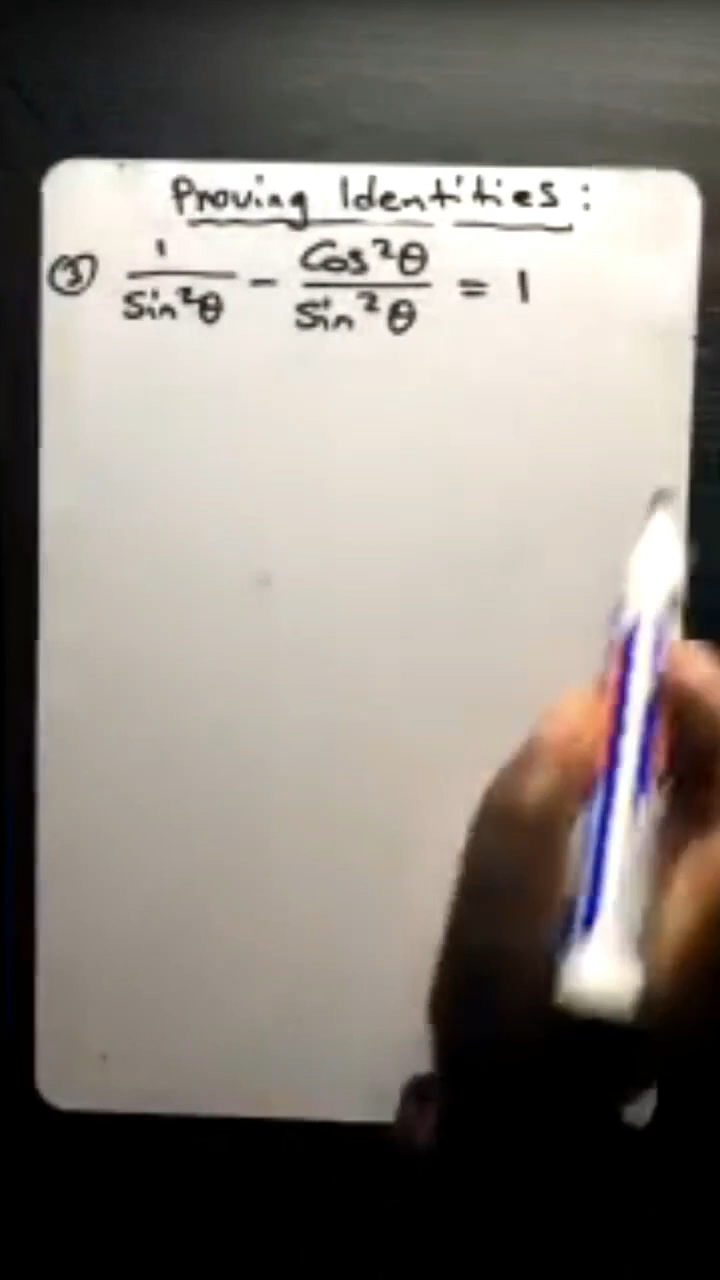 Proving Identities:
③ 1/Sin²θ - Cos²θ/Sin²θ = 1